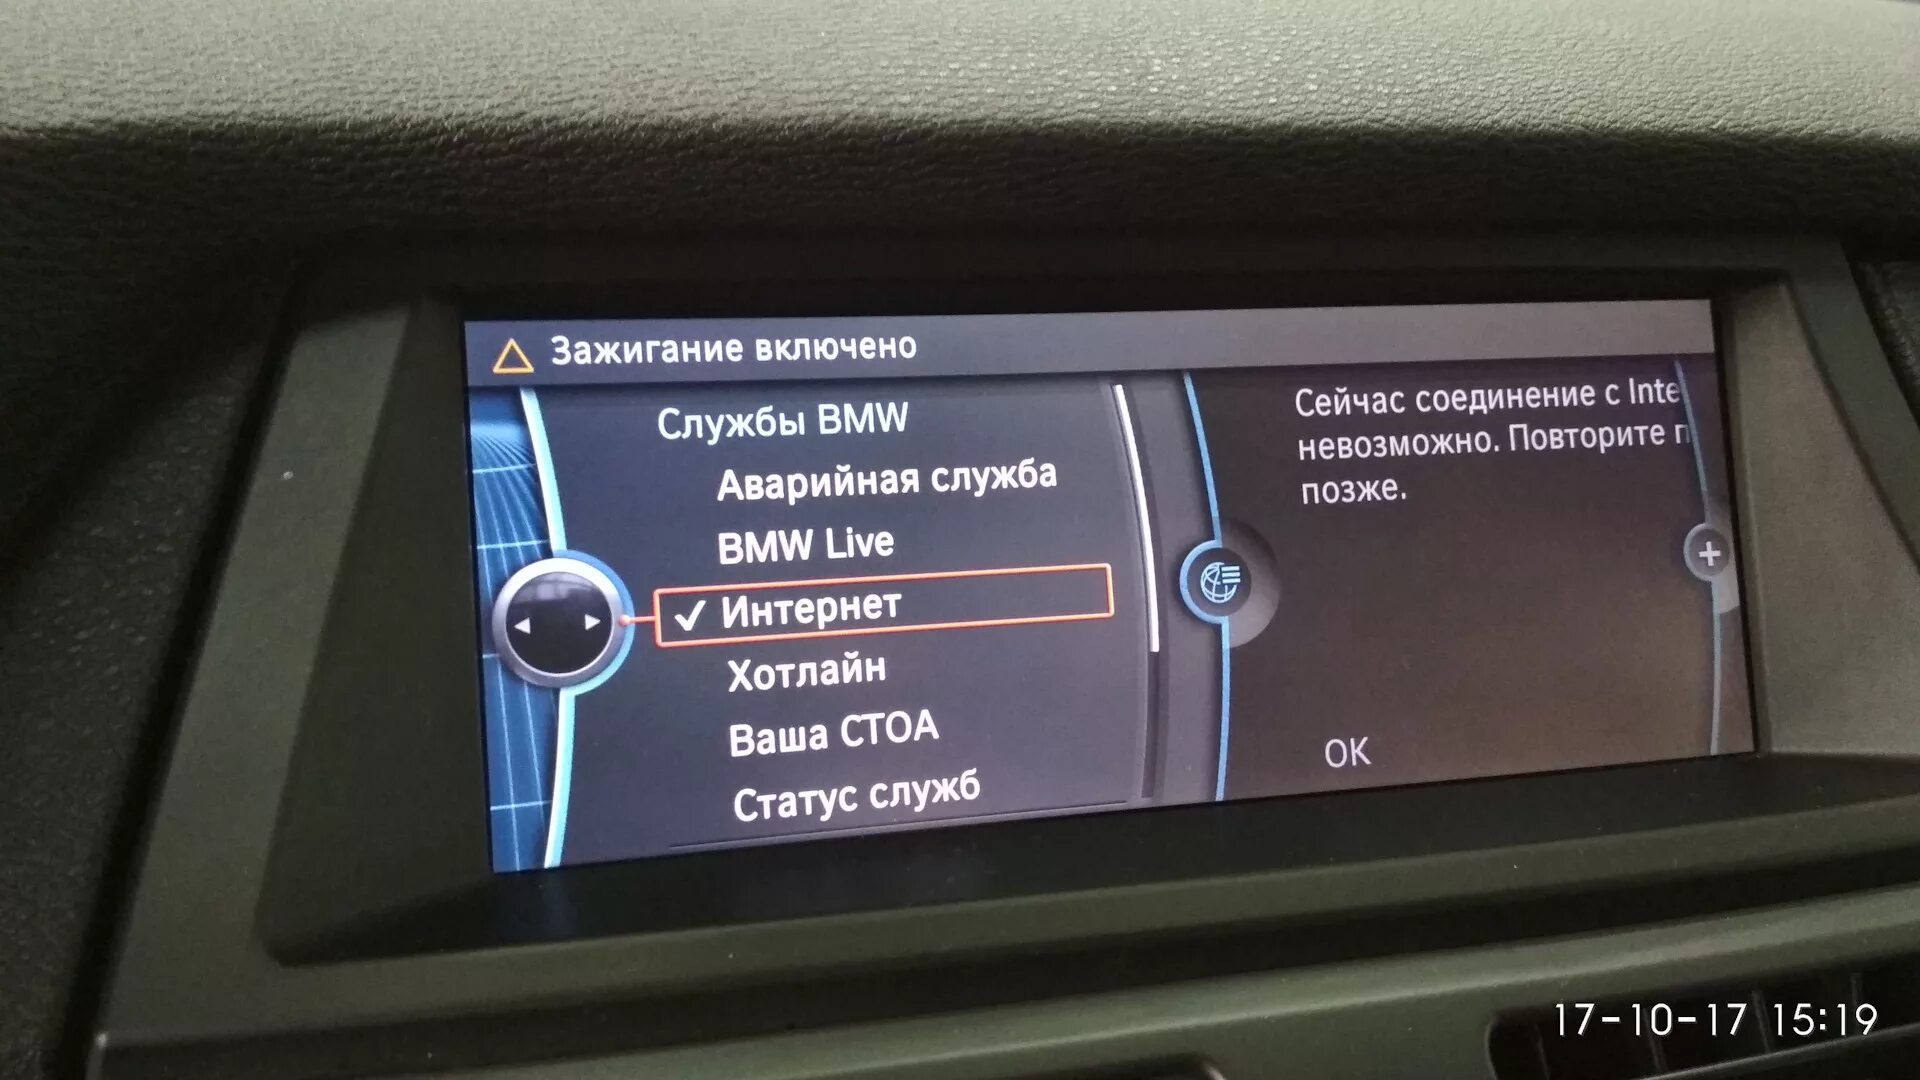 Зажигание включено
Службы BMW
Аварийная служба
BMW Live
Интернет
Хотлайн
Ваша СТОА
Статус служб
Сейчас соединение с Inte
невозможно. Повторите п
позже.
OK
17-10-17 15:19